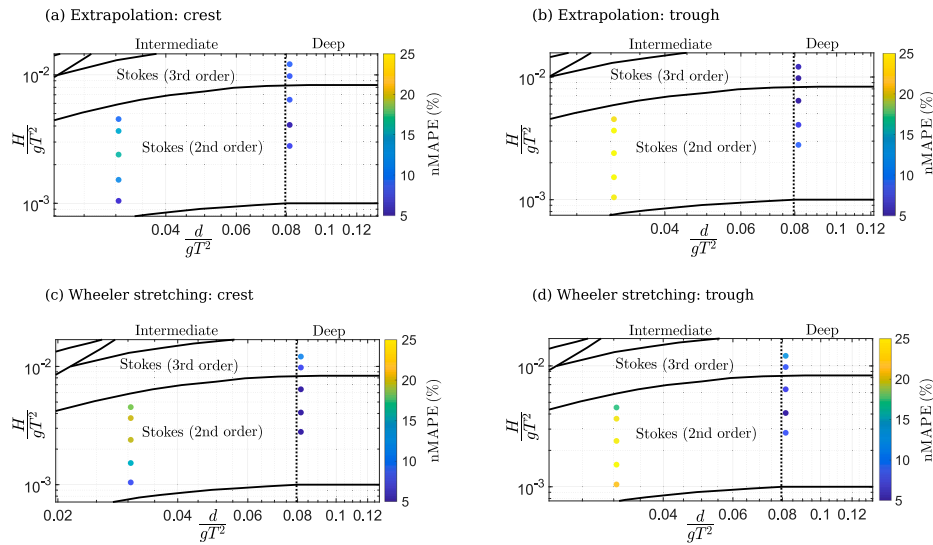 (a) Extrapolation: crest
Intermediate Deep
Stokes (3rd order)
Stokes (2nd order)
10⁻²
10⁻³
H/gT²
0.04 0.06 0.08 0.1 0.12
d/gT²
25
20
15
10
5
nMAPE (%)
(b) Extrapolation: trough
Intermediate Deep
Stokes (3rd order)
Stokes (2nd order)
10⁻²
10⁻³
H/gT²
0.04 0.06 0.08 0.1 0.12
d/gT²
25
20
15
10
5
nMAPE (%)
(c) Wheeler stretching: crest
Intermediate Deep
Stokes (3rd order)
Stokes (2nd order)
10⁻²
10⁻³
H/gT²
0.02 0.04 0.06 0.08 0.1 0.12
d/gT²
25
20
15
10
5
nMAPE (%)
(d) Wheeler stretching: trough
Intermediate Deep
Stokes (3rd order)
Stokes (2nd order)
10⁻²
10⁻³
H/gT²
0.04 0.06 0.08 0.1 0.12
d/gT²
25
20
15
10
5
nMAPE (%)